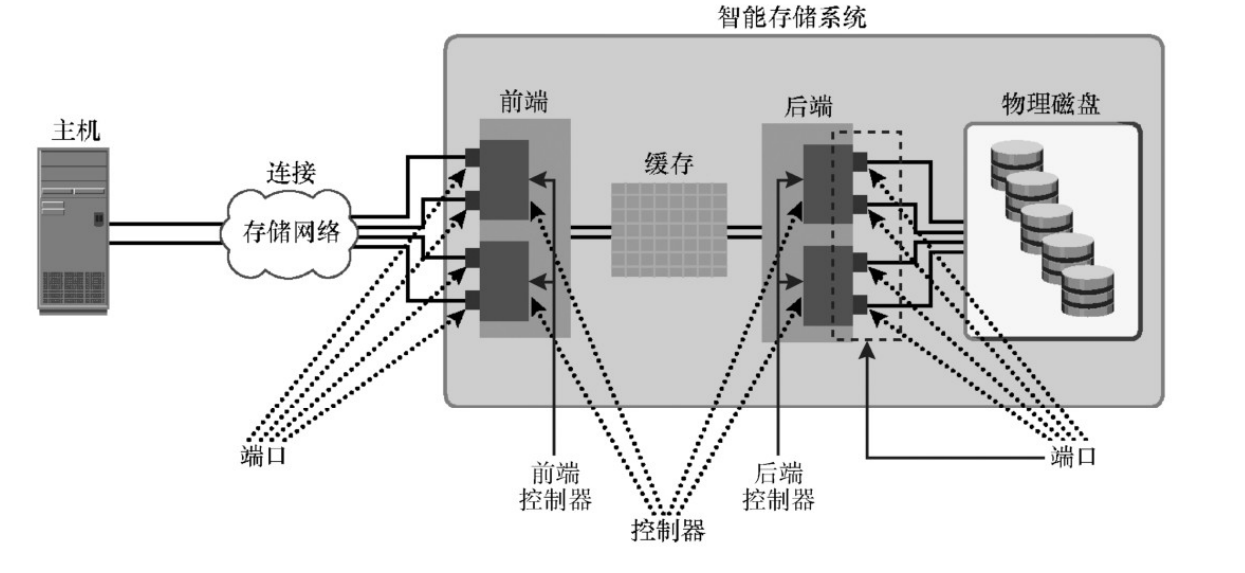 智能存储系统
主机
连接
存储网络
前端
缓存
后端
物理磁盘
端口
前端
控制器
控制器
后端
控制器
端口